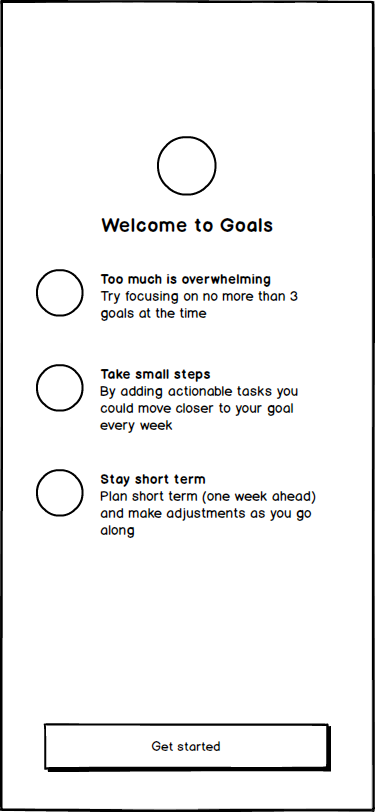 Welcome to Goals
Too much is overwhelming
Try focusing on no more than 3
goals at the time
Take small steps
By adding actionable tasks you
could move closer to your goal
every week
Stay short term
Plan short term (one week ahead)
and make adjustments as you go
along
Get started